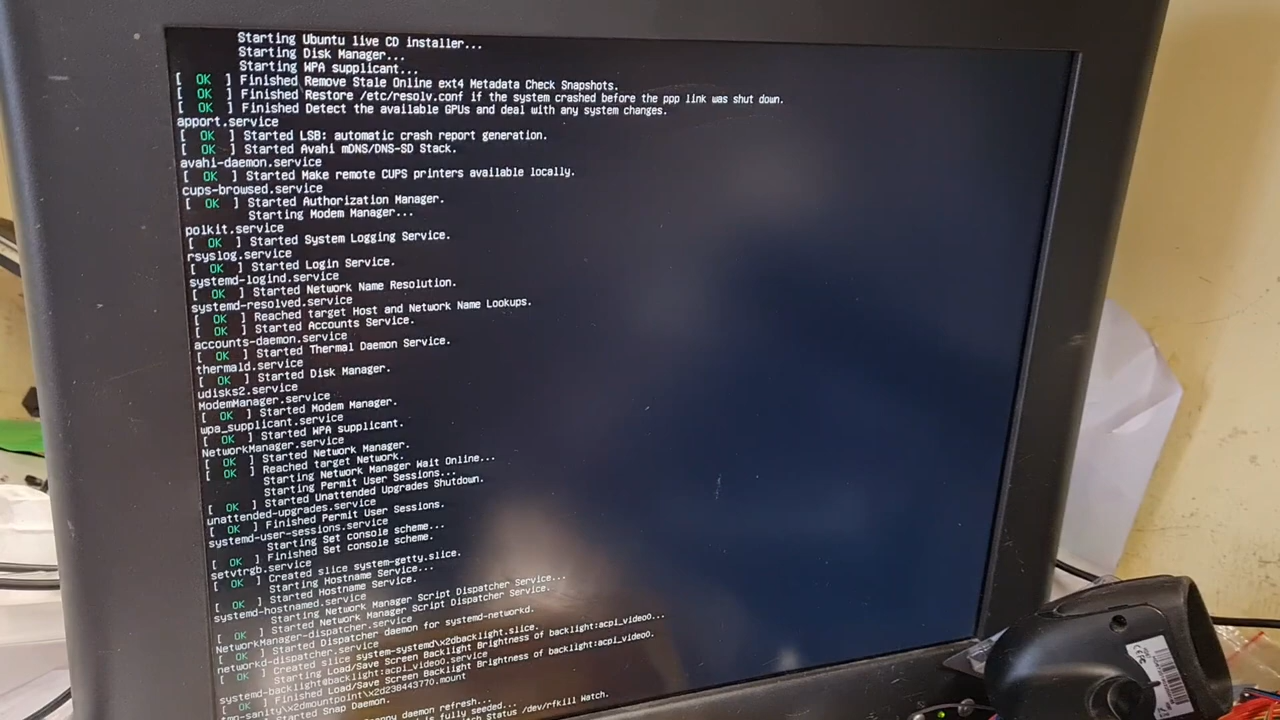 Starting Ubuntu live CD installer...
Starting Disk Manager...
Starting WPA supplicant...
[ OK ] Finished Remove Stale Online ext4 Metadata Check Snapshots.
[ OK ] Finished Restore /etc/resolv.conf if the system crashed before the ppp link was shut down.
[ OK ] Finished Detect the available GPUs and deal with any system changes.
apport.service
[ OK ] Started LSB: automatic crash report generation.
[ OK ] Started Avahi mDNS/DNS-SD Stack.
avahi-daemon.service
[ OK ] Started Make remote CUPS printers available locally.
cups-browsed.service
[ OK ] Started Authorization Manager.
Starting Modem Manager...
polkit.service
[ OK ] Started System Logging Service.
rsyslog.service
[ OK ] Started Login Service.
systemd-logind.service
[ OK ] Started Network Name Resolution.
systemd-resolved.service
[ OK ] Reached target Host and Network Name Lookups.
[ OK ] Started Accounts Service.
accounts-daemon.service
[ OK ] Started Thermal Daemon Service.
thermald.service
[ OK ] Started Disk Manager.
udisks2.service
ModemManager.service
[ OK ] Started Modem Manager.
wpa_supplicant.service
[ OK ] Started WPA supplicant.
NetworkManager.service
[ OK ] Started Network Manager.
[ OK ] Reached target Network.
Starting Network Manager Wait Online...
Starting Permit User Sessions...
[ OK ] Started Unattended Upgrades Shutdown.
unattended-upgrades.service
[ OK ] Finished Permit User Sessions.
systemd-user-sessions.service
Starting Set console scheme...
[ OK ] Finished Set console scheme.
setvtrgb.service
[ OK ] Created slice system-getty.slice.
Starting Hostname Service...
[ OK ] Started Hostname Service.
systemd-hostnamed.service
Starting Network Manager Script Dispatcher Service...
[ OK ] Started Network Manager Script Dispatcher Service.
NetworkManager-dispatcher.service
[ OK ] Started Dispatcher daemon for systemd-networkd.
networkd-dispatcher.service
[ OK ] Created slice system-systemd\x2dbacklight.slice.
Starting Load/Save Screen Backlight Brightness of backlight:acpi_video0...
systemd-backlight@backlight:acpi_video0.service
[ OK ] Finished Load/Save Screen Backlight Brightness of backlight:acpi_video0.
tmp-sanity\x2dmountpoint\x2d238443770.mount
Started Snap Daemon.
daemon refresh...
is fully seeded...
Status /dev/rfkill Watch.